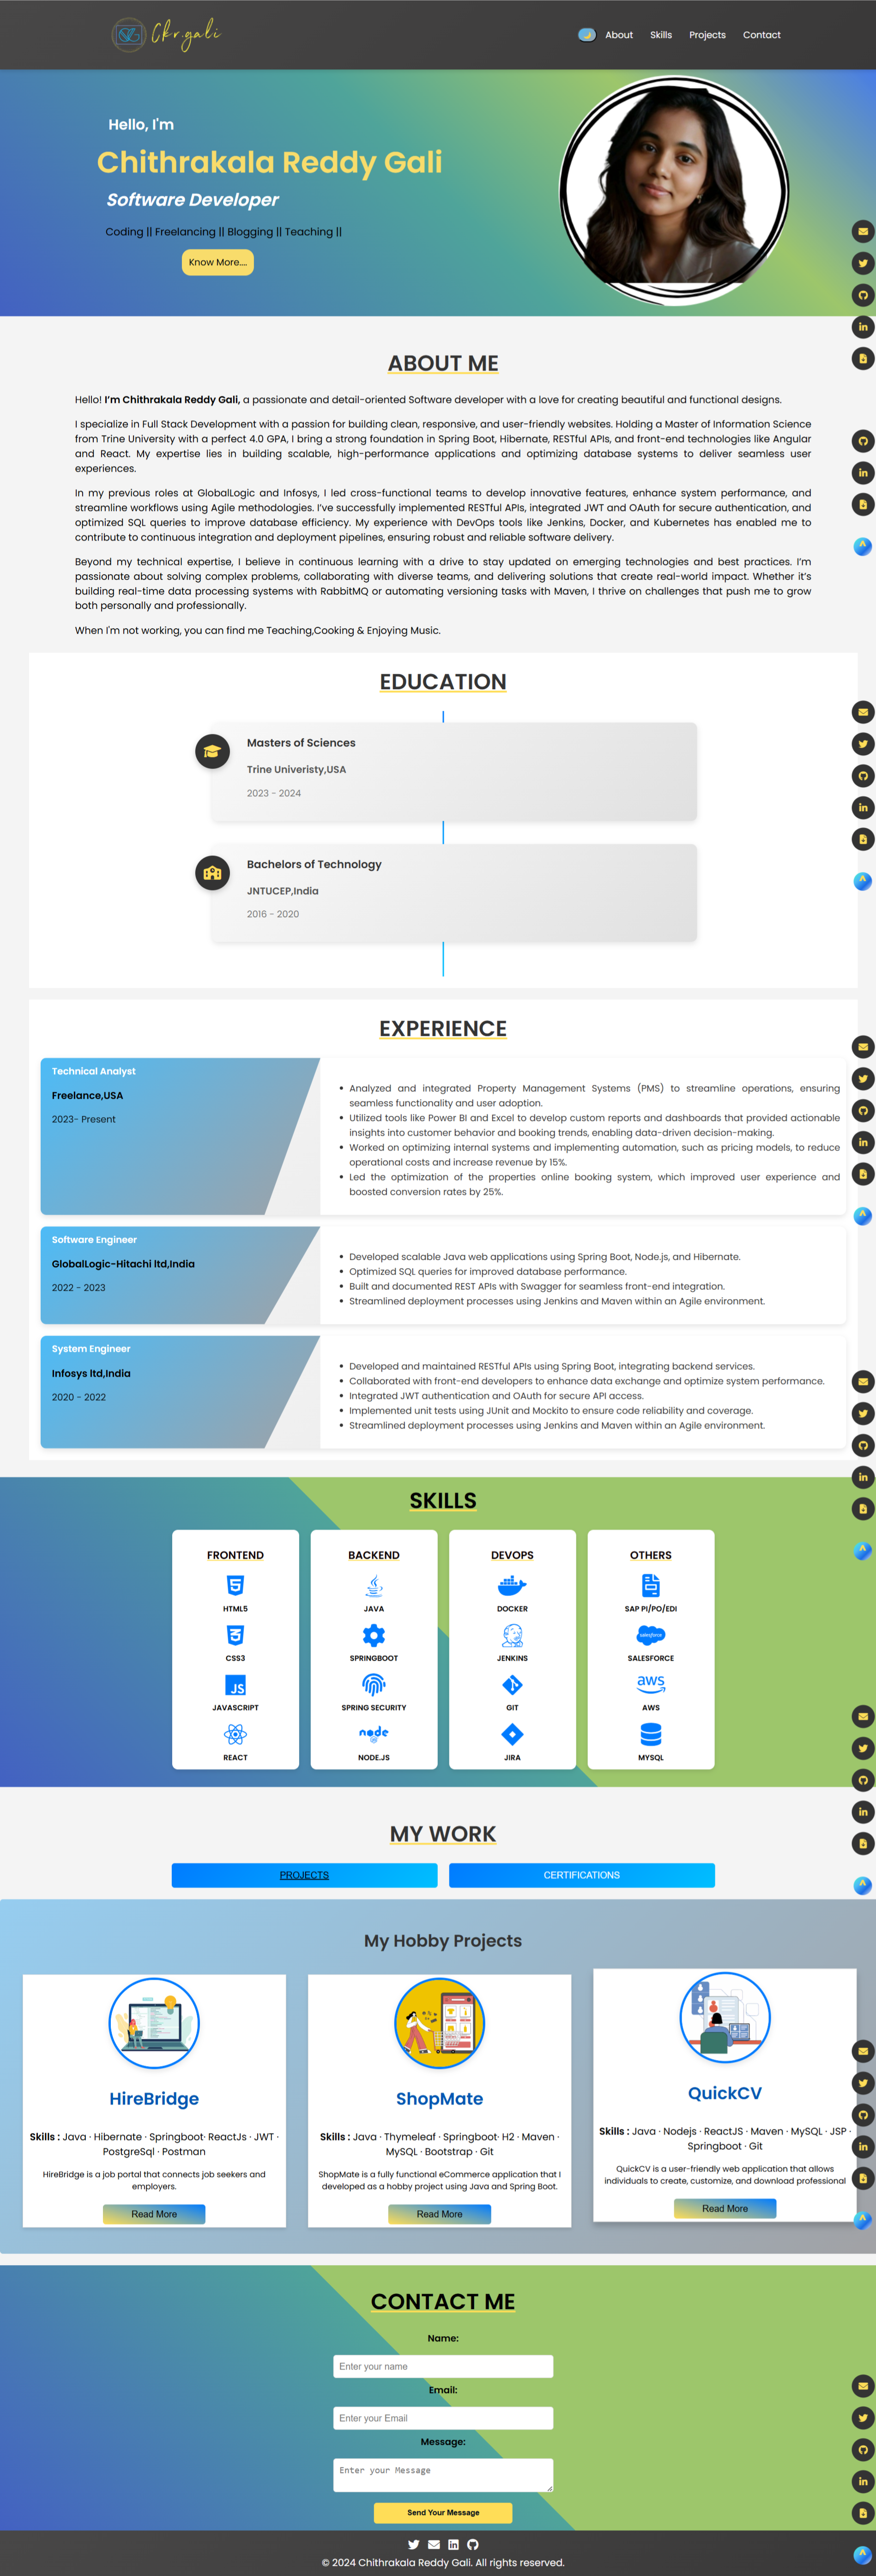 Ckr.gali
About
Skills
Projects
Contact
Hello, I'm
Chithrakala Reddy Gali
Software Developer
Coding || Freelancing || Blogging || Teaching ||
Know More....
ABOUT ME
Hello! I'm Chithrakala Reddy Gali, a passionate and detail-oriented Software developer with a love for creating beautiful and functional designs.
I specialize in Full Stack Development with a passion for building clean, responsive, and user-friendly websites. Holding a Master of Information Science
from Trine University with a perfect 4.0 GPA, I bring a strong foundation in Spring Boot, Hibernate, RESTful APIs, and front-end technologies like Angular
and React. My expertise lies in building scalable, high-performance applications and optimizing database systems to deliver seamless user
experiences.
In my previous roles at GlobalLogic and Infosys, I led cross-functional teams to develop innovative features, enhance system performance, and
streamline workflows using Agile methodologies. I've successfully implemented RESTful APIs, integrated JWT and OAuth for secure authentication, and
optimized SQL queries to improve database efficiency. My experience with DevOps tools like Jenkins, Docker, and Kubernetes has enabled me to
contribute to continuous integration and deployment pipelines, ensuring robust and reliable software delivery.
Beyond my technical expertise, I believe in continuous learning with a drive to stay updated on emerging technologies and best practices. I'm
passionate about solving complex problems, collaborating with diverse teams, and delivering solutions that create real-world impact. Whether it's
building real-time data processing systems with RabbitMQ or automating versioning tasks with Maven, I thrive on challenges that push me to grow
both personally and professionally.
When I'm not working, you can find me Teaching,Cooking & Enjoying Music.
EDUCATION
Masters of Sciences
Trine Univeristy,USA
2023 - 2024
Bachelors of Technology
JNTUCEP,India
2016 - 2020
EXPERIENCE
Technical Analyst
Freelance,USA
2023- Present
Analyzed and integrated Property Management Systems (PMS) to streamline operations, ensuring
seamless functionality and user adoption.
Utilized tools like Power BI and Excel to develop custom reports and dashboards that provided actionable
insights into customer behavior and booking trends, enabling data-driven decision-making.
Worked on optimizing internal systems and implementing automation, such as pricing models, to reduce
operational costs and increase revenue by 15%.
Led the optimization of the properties online booking system, which improved user experience and
boosted conversion rates by 25%.
Software Engineer
GlobalLogic-Hitachi ltd,India
2022 - 2023
Developed scalable Java web applications using Spring Boot, Node.js, and Hibernate.
Optimized SQL queries for improved database performance.
Built and documented REST APIs with Swagger for seamless front-end integration.
Streamlined deployment processes using Jenkins and Maven within an Agile environment.
System Engineer
Infosys ltd,India
2020 - 2022
Developed and maintained RESTful APIs using Spring Boot, integrating backend services.
Collaborated with front-end developers to enhance data exchange and optimize system performance.
Integrated JWT authentication and OAuth for secure API access.
Implemented unit tests using JUnit and Mockito to ensure code reliability and coverage.
Streamlined deployment processes using Jenkins and Maven within an Agile environment.
SKILLS
FRONTEND
HTML5
CSS3
JS
JAVASCRIPT
REACT
BACKEND
JAVA
SPRINGBOOT
SPRING SECURITY
node
NODE.JS
DEVOPS
DOCKER
JENKINS
GIT
JIRA
OTHERS
SAP PI/PO/EDI
salesforce
SALESFORCE
aws
AWS
MYSQL
MY WORK
PROJECTS
CERTIFICATIONS
My Hobby Projects
HireBridge
Skills : Java · Hibernate · Springboot· ReactJs · JWT ·
PostgreSql · Postman
HireBridge is a job portal that connects job seekers and
employers.
Read More
ShopMate
Skills : Java · Thymeleaf · Springboot· H2 · Maven ·
MySQL · Bootstrap · Git
ShopMate is a fully functional eCommerce application that I
developed as a hobby project using Java and Spring Boot.
Read More
QuickCV
Skills : Java · Nodejs · ReactJS · Maven · MySQL · JSP ·
Springboot · Git
QuickCV is a user-friendly web application that allows
individuals to create, customize, and download professional
Read More
CONTACT ME
Name:
Enter your name
Email:
Enter your Email
Message:
Enter your Message
Send Your Message
© 2024 Chithrakala Reddy Gali. All rights reserved.